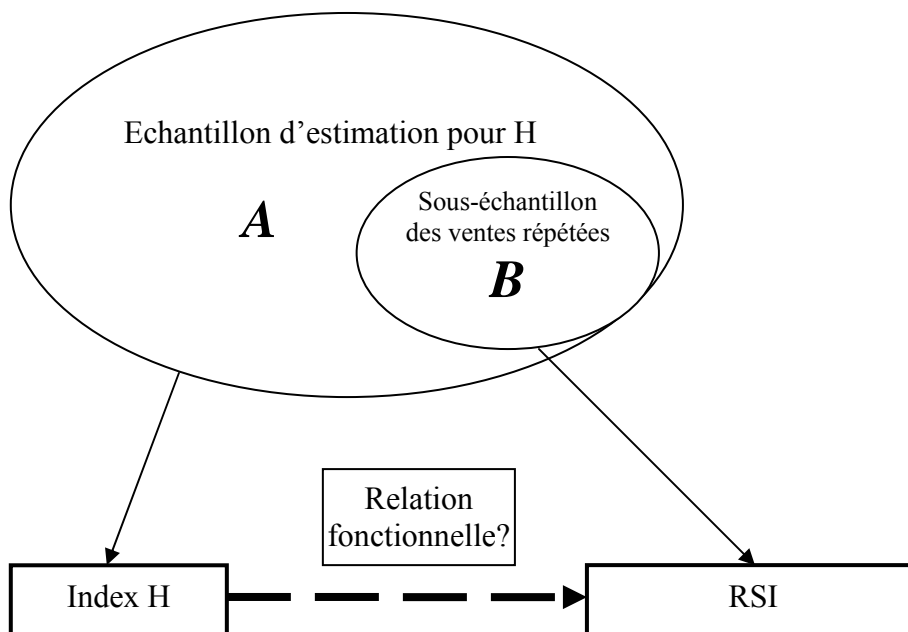 Echantillon d’estimation pour H
Sous-échantillon
des ventes répétées
A
B
Relation
fonctionnelle?
Index H
RSI